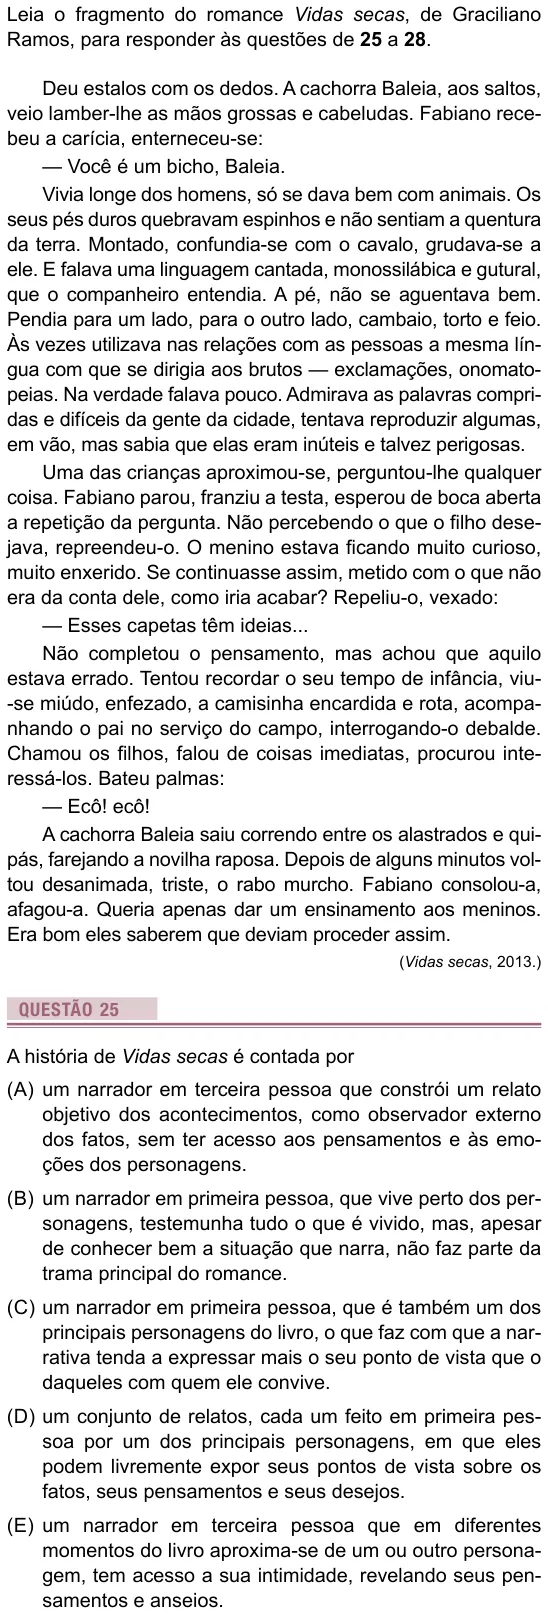 Leia o fragmento do romance Vidas secas, de Graciliano
Ramos, para responder às questões de 25 a 28.
Deu estalos com os dedos. A cachorra Baleia, aos saltos,
veio lamber-lhe as mãos grossas e cabeludas. Fabiano rece-
beu a carícia, enterneceu-se:
— Você é um bicho, Baleia.
Vivia longe dos homens, só se dava bem com animais. Os
seus pés duros quebravam espinhos e não sentiam a quentura
da terra. Montado, confundia-se com o cavalo, grudava-se a
ele. E falava uma linguagem cantada, monossilábica e gutural,
que o companheiro entendia. A pé, não se aguentava bem.
Pendia para um lado, para o outro lado, cambaio, torto e feio.
Às vezes utilizava nas relações com as pessoas a mesma lín-
gua com que se dirigia aos brutos — exclamações, onomato-
peias. Na verdade falava pouco. Admirava as palavras compri-
das e difíceis da gente da cidade, tentava reproduzir algumas,
em vão, mas sabia que elas eram inúteis e talvez perigosas.
Uma das crianças aproximou-se, perguntou-lhe qualquer
coisa. Fabiano parou, franziu a testa, esperou de boca aberta
a repetição da pergunta. Não percebendo o que o filho dese-
java, repreendeu-o. O menino estava ficando muito curioso,
muito enxerido. Se continuasse assim, metido com o que não
era da conta dele, como iria acabar? Repeliu-o, vexado:
— Esses capetas têm ideias...
Não completou o pensamento, mas achou que aquilo
estava errado. Tentou recordar o seu tempo de infância, viu-
-se miúdo, enfezado, a camisinha encardida e rota, acompa-
nhando o pai no serviço do campo, interrogando-o debalde.
Chamou os filhos, falou de coisas imediatas, procurou inte-
ressá-los. Bateu palmas:
— Ecô! ecô!
A cachorra Baleia saiu correndo entre os alastrados e qui-
pás, farejando a novilha raposa. Depois de alguns minutos vol-
tou desanimada, triste, o rabo murcho. Fabiano consolou-a,
afagou-a. Queria apenas dar um ensinamento aos meninos.
Era bom eles saberem que deviam proceder assim.
(Vidas secas, 2013.)
QUESTÃO 25
A história de Vidas secas é contada por
(A) um narrador em terceira pessoa que constrói um relato
objetivo dos acontecimentos, como observador externo
dos fatos, sem ter acesso aos pensamentos e às emo-
ções dos personagens.
(B) um narrador em primeira pessoa, que vive perto dos per-
sonagens, testemunha tudo o que é vivido, mas, apesar
de conhecer bem a situação que narra, não faz parte da
trama principal do romance.
(C) um narrador em primeira pessoa, que é também um dos
principais personagens do livro, o que faz com que a nar-
rativa tenda a expressar mais o seu ponto de vista que o
daqueles com quem ele convive.
(D) um conjunto de relatos, cada um feito em primeira pes-
soa por um dos principais personagens, em que eles
podem livremente expor seus pontos de vista sobre os
fatos, seus pensamentos e seus desejos.
(E) um narrador em terceira pessoa que em diferentes
momentos do livro aproxima-se de um ou outro persona-
gem, tem acesso a sua intimidade, revelando seus pen-
samentos e anseios.